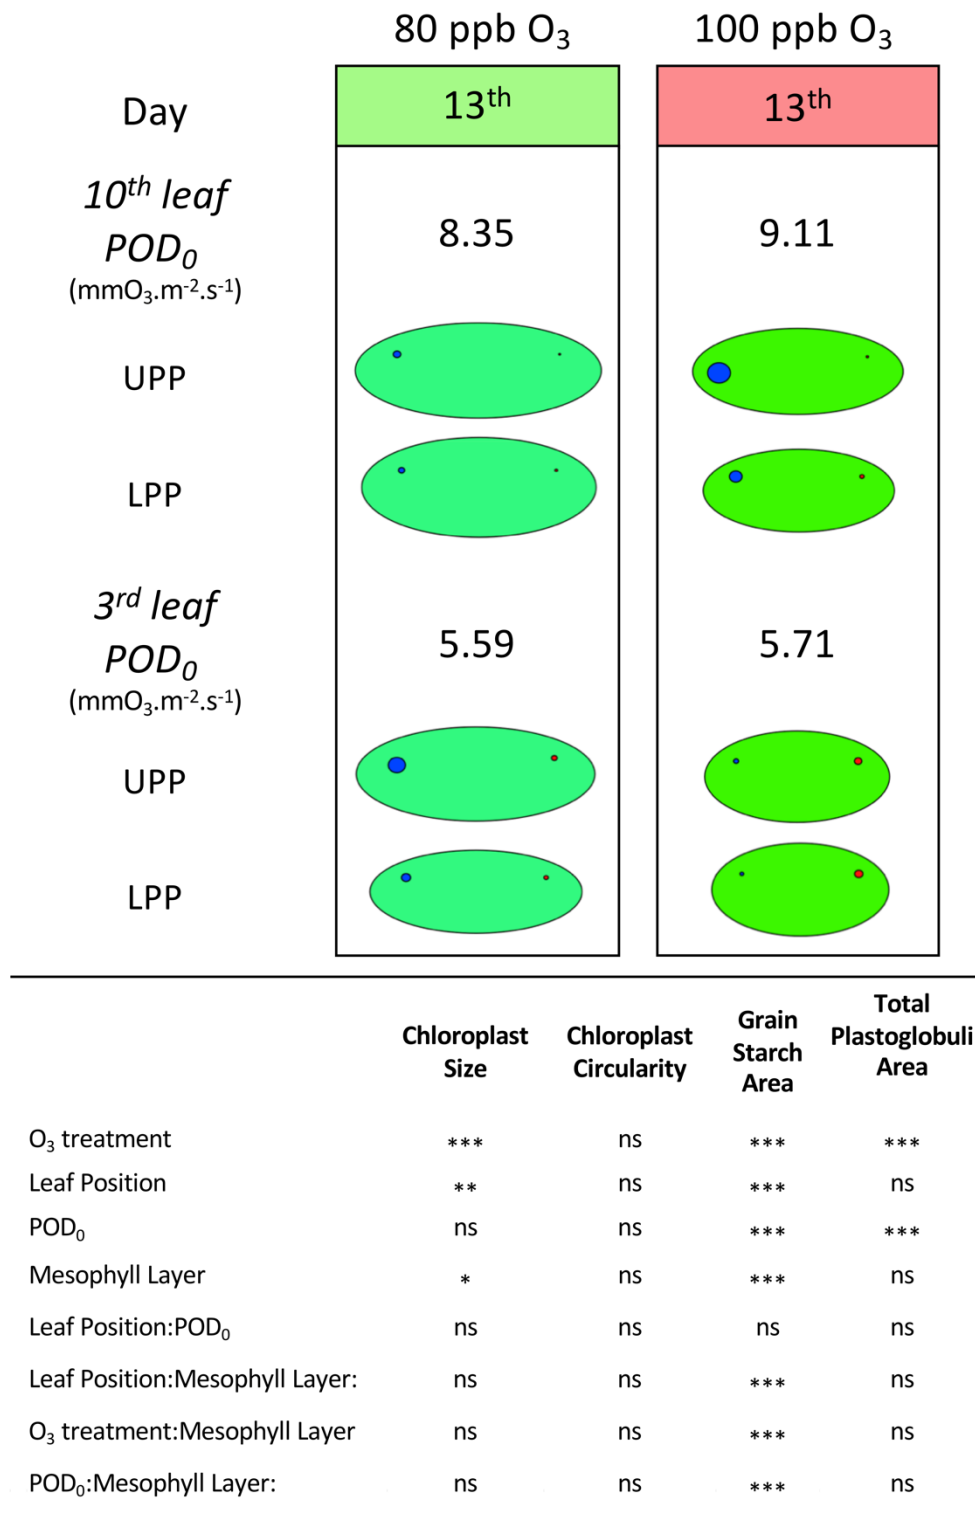 80 ppb O₃ 100 ppb O₃
Day 13ᵗʰ 13ᵗʰ
10ᵗʰ leaf
POD₀ 8.35 9.11
(mmO₃.m⁻².s⁻¹)
UPP
LPP
3ʳᵈ leaf
POD₀ 5.59 5.71
(mmO₃.m⁻².s⁻¹)
UPP
LPP
Chloroplast Size Chloroplast Circularity Grain Starch Area Total Plastoglobuli Area
O₃ treatment *** ns *** ***
Leaf Position ** ns *** ns
POD₀ ns ns *** ***
Mesophyll Layer * ns *** ns
Leaf Position:POD₀ ns ns ns ns
Leaf Position:Mesophyll Layer: ns ns *** ns
O₃ treatment:Mesophyll Layer ns ns *** ns
POD₀:Mesophyll Layer: ns ns *** ns